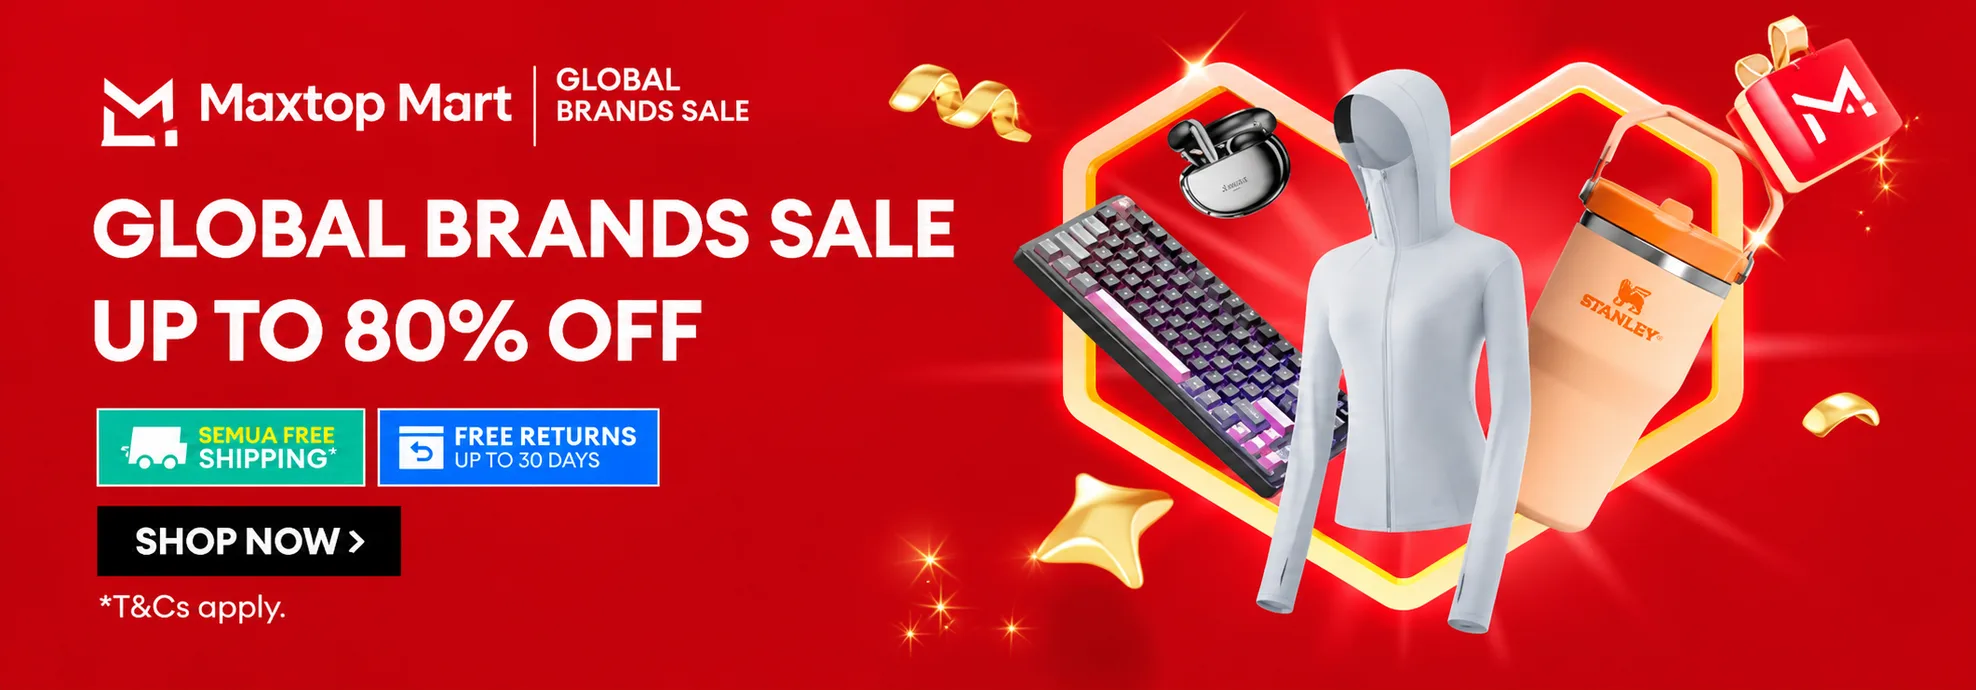 Maxtop Mart
GLOBAL
BRANDS SALE
GLOBAL BRANDS SALE
UP TO 80% OFF
SEMUA FREE
SHIPPING*
FREE RETURNS
UP TO 30 DAYS
SHOP NOW >
*T&Cs apply.
STANLEY